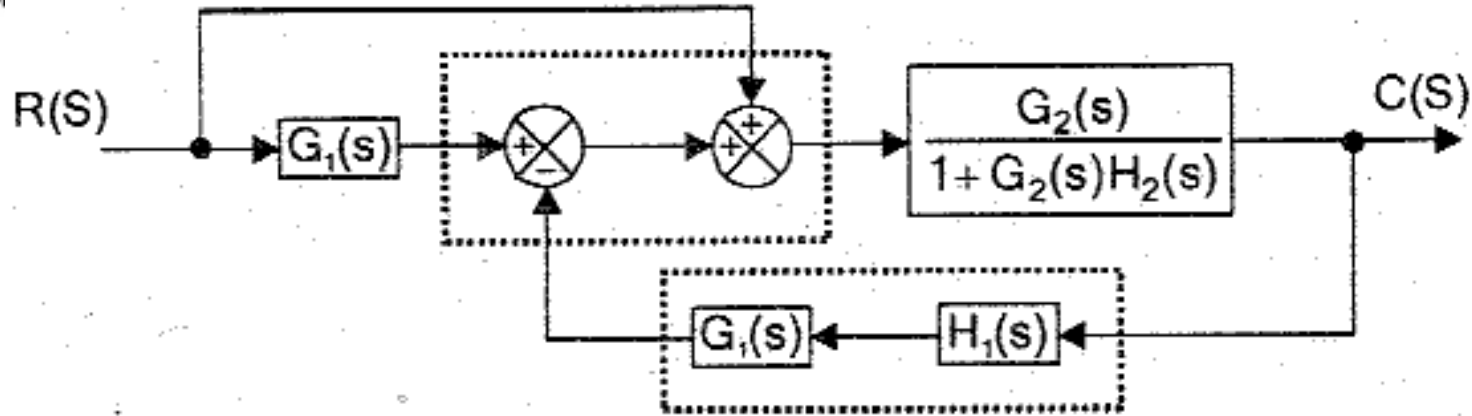 R(S)
G₁(s)
+
-
+
+
G₂(s)
1+G₂(s)H₂(s)
C(S)
G₁(s)
H₁(s)